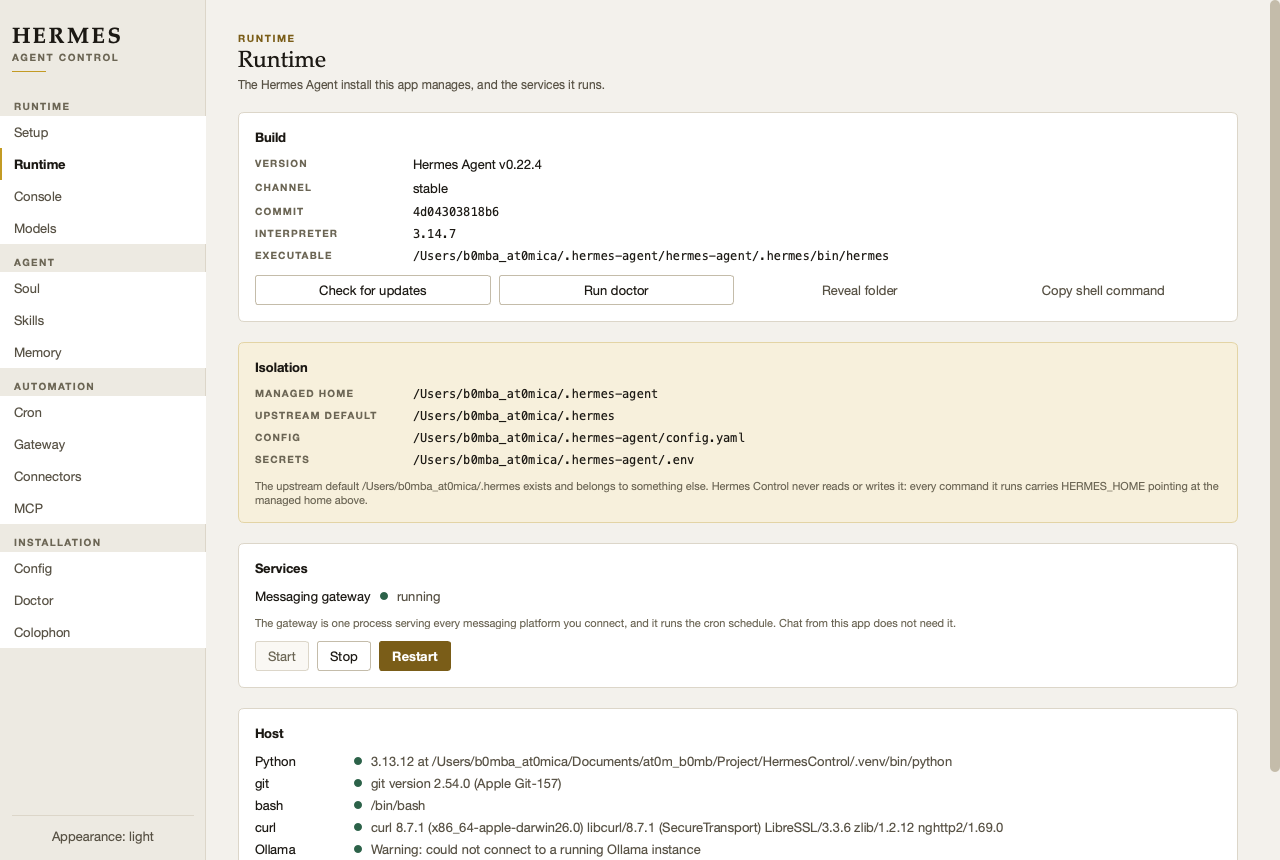 HERMES
AGENT CONTROL
RUNTIME
Setup
Runtime
Console
Models
AGENT
Soul
Skills
Memory
AUTOMATION
Cron
Gateway
Connectors
MCP
INSTALLATION
Config
Doctor
Colophon
Appearance: light
RUNTIME
Runtime
The Hermes Agent install this app manages, and the services it runs.
Build
VERSION Hermes Agent v0.22.4
CHANNEL stable
COMMIT 4d04303818b6
INTERPRETER 3.14.7
EXECUTABLE /Users/b0mba_at0mica/.hermes-agent/hermes-agent/.hermes/bin/hermes
Check for updates Run doctor Reveal folder Copy shell command
Isolation
MANAGED HOME /Users/b0mba_at0mica/.hermes-agent
UPSTREAM DEFAULT /Users/b0mba_at0mica/.hermes
CONFIG /Users/b0mba_at0mica/.hermes-agent/config.yaml
SECRETS /Users/b0mba_at0mica/.hermes-agent/.env
The upstream default /Users/b0mba_at0mica/.hermes exists and belongs to something else. Hermes Control never reads or writes it: every command it runs carries HERMES_HOME pointing at the
managed home above.
Services
Messaging gateway running
The gateway is one process serving every messaging platform you connect, and it runs the cron schedule. Chat from this app does not need it.
Start Stop Restart
Host
Python 3.13.12 at /Users/b0mba_at0mica/Documents/at0m_b0mb/Project/HermesControl/.venv/bin/python
git git version 2.54.0 (Apple Git-157)
bash /bin/bash
curl curl 8.7.1 (x86_64-apple-darwin26.0) libcurl/8.7.1 (SecureTransport) LibreSSL/3.3.6 zlib/1.2.12 nghttp2/1.69.0
Ollama Warning: could not connect to a running Ollama instance